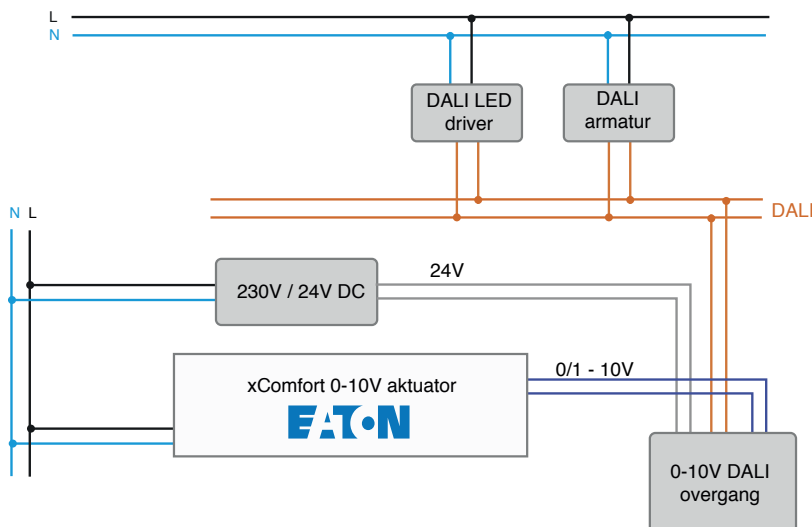 L
N
DALI LED
driver
DALI
armatur
DALI
N L
230V / 24V DC
24V
xComfort 0-10V aktuator
EATON
0/1 - 10V
0-10V DALI
overgang